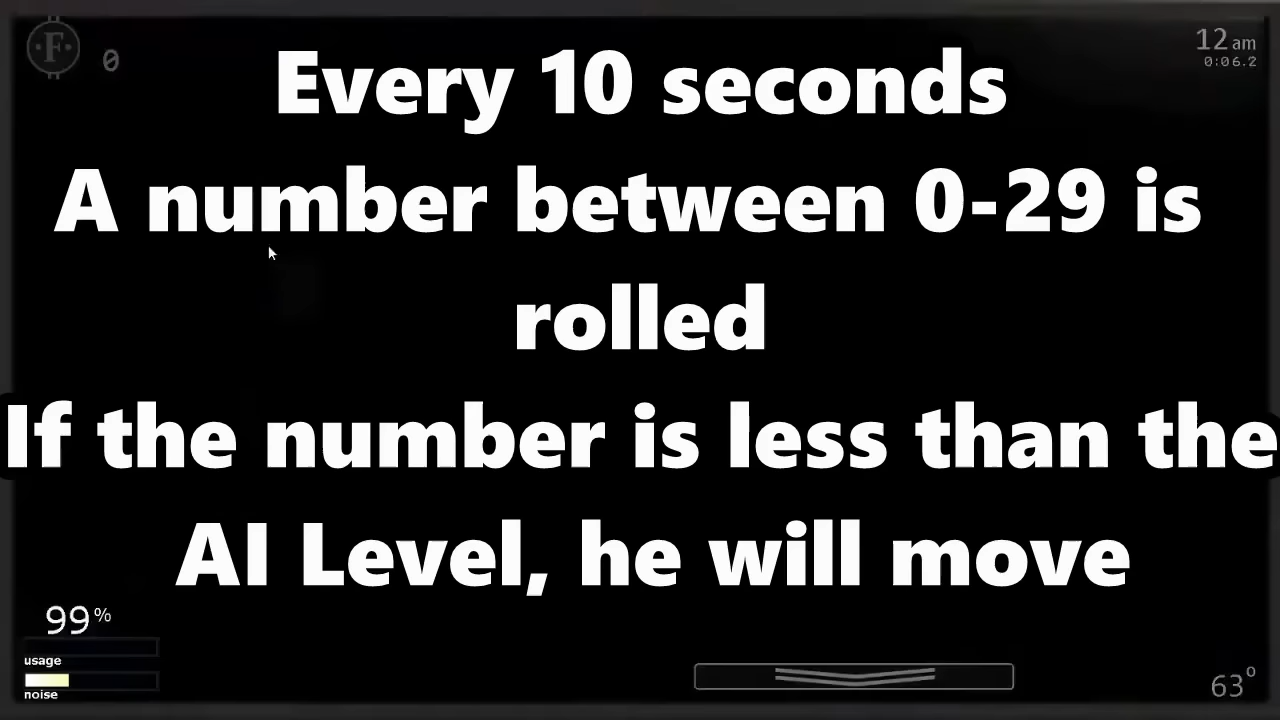 F 0
12 am
0:06.2
Every 10 seconds
A number between 0-29 is
rolled
If the number is less than the
AI Level, he will move
99%
usage
noise
63°